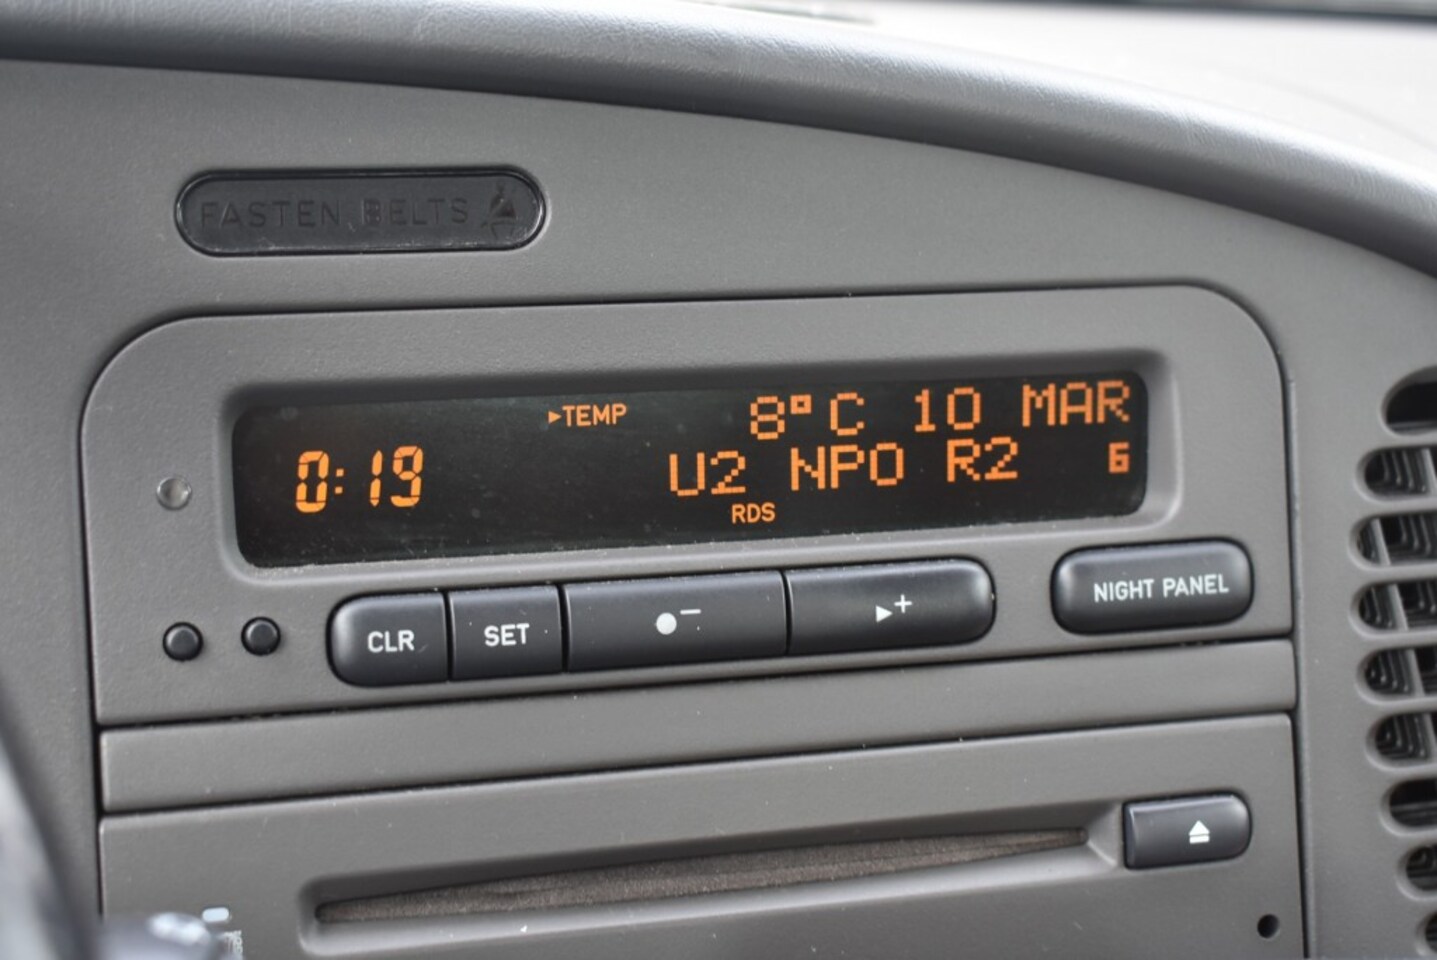 FASTEN BELTS
▸TEMP 8°C 10 MAR
0:19 U2 NPO R2 6
RDS
CLR SET − ▸+ NIGHT PANEL